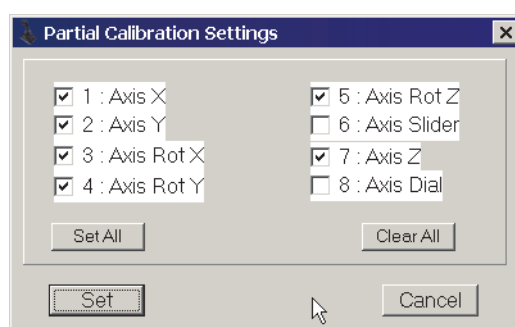 Partial Calibration Settings
1 : Axis X
2 : Axis Y
3 : Axis Rot X
4 : Axis Rot Y
5 : Axis Rot Z
6 : Axis Slider
7 : Axis Z
8 : Axis Dial
Set All
Clear All
Set
Cancel